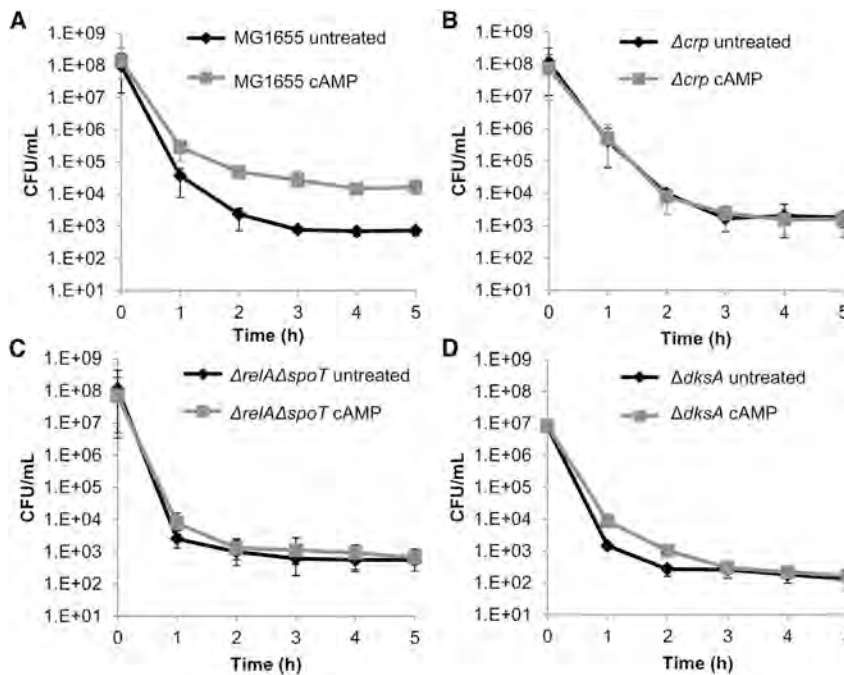 A
1.E+09
1.E+08
1.E+07
1.E+06
1.E+05
1.E+04
1.E+03
1.E+02
1.E+01
CFU/mL
MG1655 untreated
MG1655 cAMP
0 1 2 3 4 5
Time (h)
B
1.E+09
1.E+08
1.E+07
1.E+06
1.E+05
1.E+04
1.E+03
1.E+02
1.E+01
CFU/mL
Δcrp untreated
Δcrp cAMP
0 1 2 3 4 5
Time (h)
C
1.E+09
1.E+08
1.E+07
1.E+06
1.E+05
1.E+04
1.E+03
1.E+02
1.E+01
CFU/mL
ΔrelAΔspoT untreated
ΔrelAΔspoT cAMP
0 1 2 3 4 5
Time (h)
D
1.E+09
1.E+08
1.E+07
1.E+06
1.E+05
1.E+04
1.E+03
1.E+02
1.E+01
CFU/mL
ΔdksA untreated
ΔdksA cAMP
0 1 2 3 4 5
Time (h)